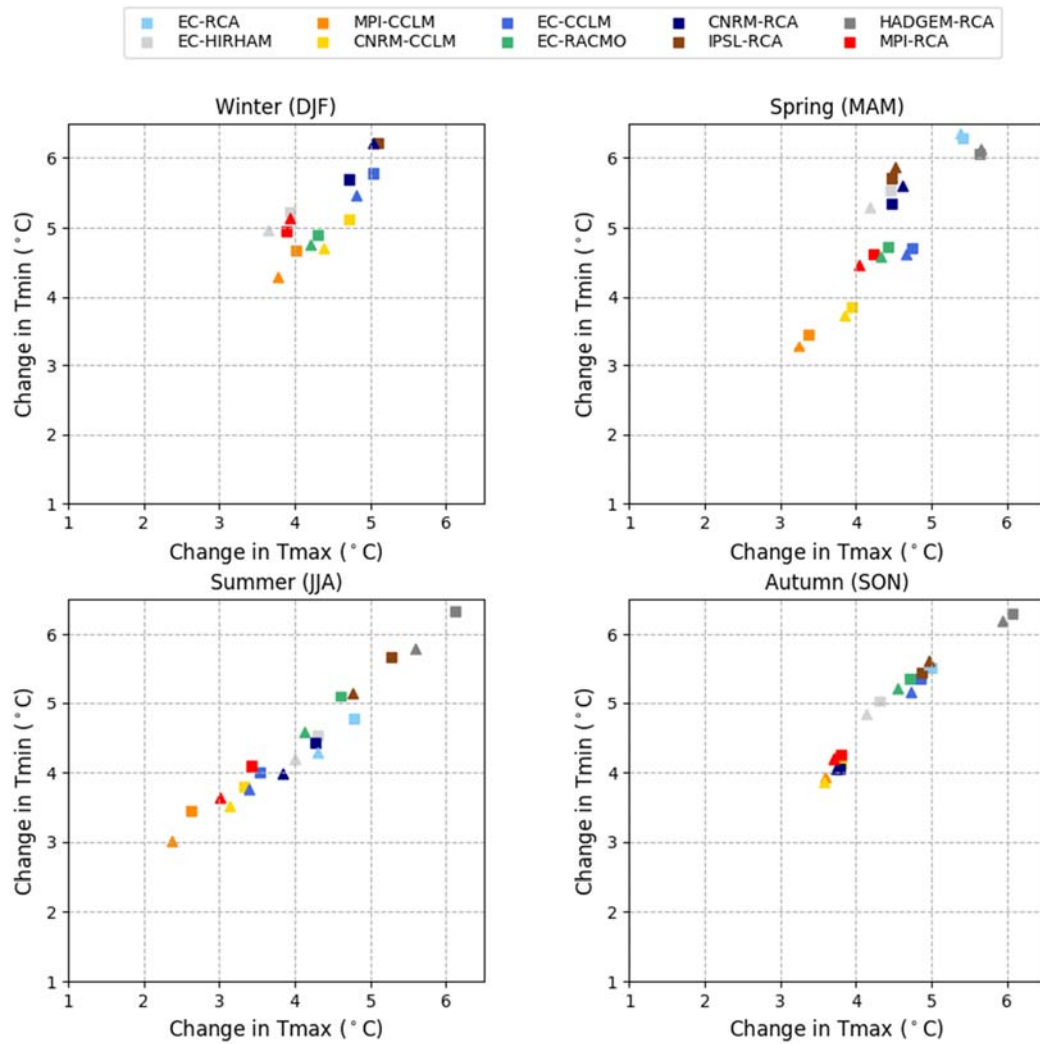 EC-RCA MPI-CCLM EC-CCLM CNRM-RCA HADGEM-RCA
EC-HIRHAM CNRM-CCLM EC-RACMO IPSL-RCA MPI-RCA
Winter (DJF) Spring (MAM)
6 6
5 5
4 4
3 3
2 2
1 1
Change in Tmin (°C) Change in Tmin (°C)
1 2 3 4 5 6 1 2 3 4 5 6
Change in Tmax (°C) Change in Tmax (°C)
Summer (JJA) Autumn (SON)
6 6
5 5
4 4
3 3
2 2
1 1
Change in Tmin (°C) Change in Tmin (°C)
1 2 3 4 5 6 1 2 3 4 5 6
Change in Tmax (°C) Change in Tmax (°C)